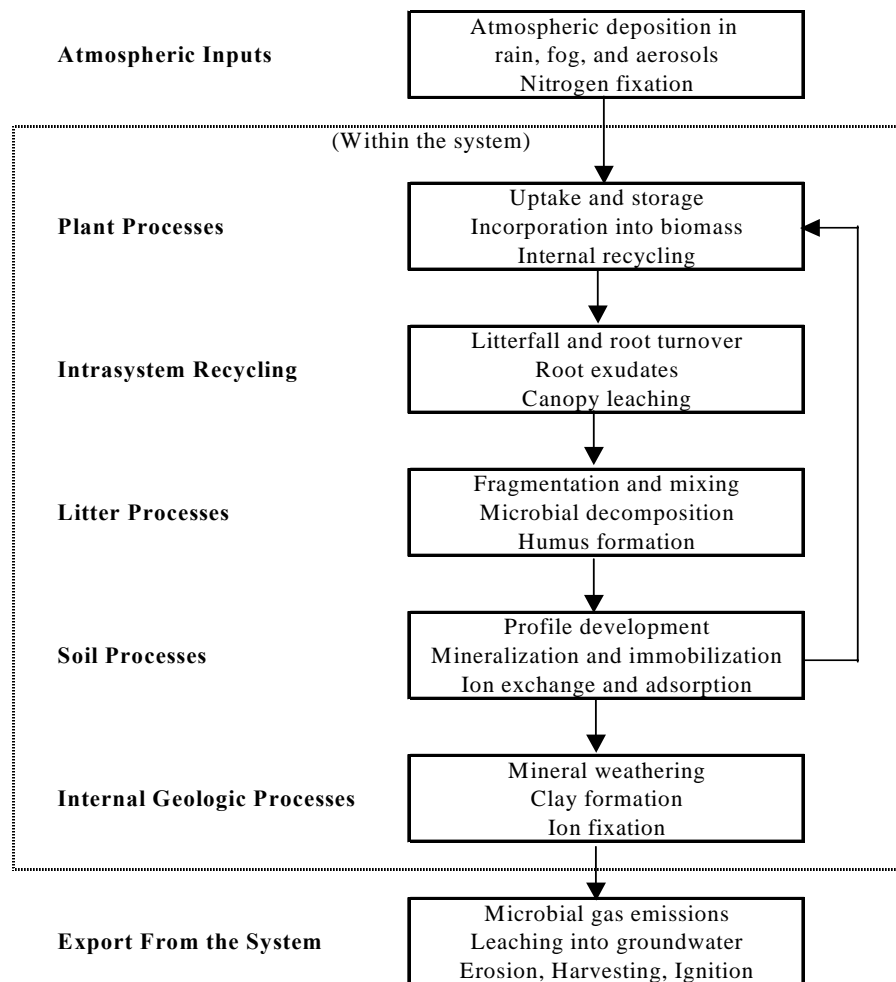 Atmospheric Inputs
Atmospheric deposition in
rain, fog, and aerosols
Nitrogen fixation
(Within the system)
Plant Processes
Uptake and storage
Incorporation into biomass
Internal recycling
Intrasystem Recycling
Litterfall and root turnover
Root exudates
Canopy leaching
Litter Processes
Fragmentation and mixing
Microbial decomposition
Humus formation
Soil Processes
Profile development
Mineralization and immobilization
Ion exchange and adsorption
Internal Geologic Processes
Mineral weathering
Clay formation
Ion fixation
Export From the System
Microbial gas emissions
Leaching into groundwater
Erosion, Harvesting, Ignition